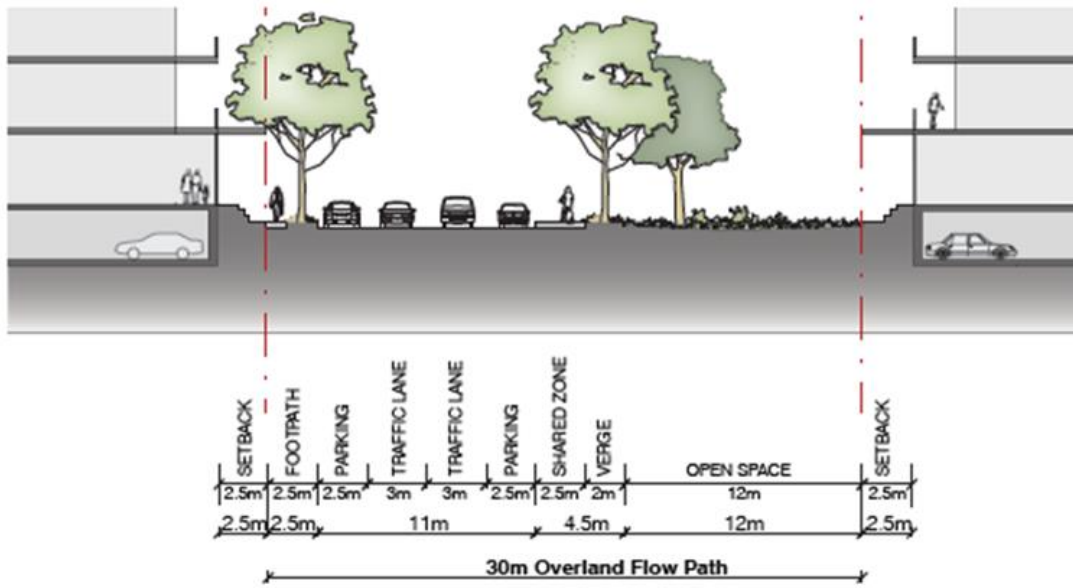 SETBACK
FOOTPATH
PARKING
TRAFFIC LANE
TRAFFIC LANE
PARKING
SHARED ZONE
VERGE
OPEN SPACE
SETBACK
2.5m 2.5m 2.5m 3m 3m 2.5m 2.5m 2m 12m 2.5m
2.5m 2.5m 11m 4.5m 12m 2.5m
30m Overland Flow Path